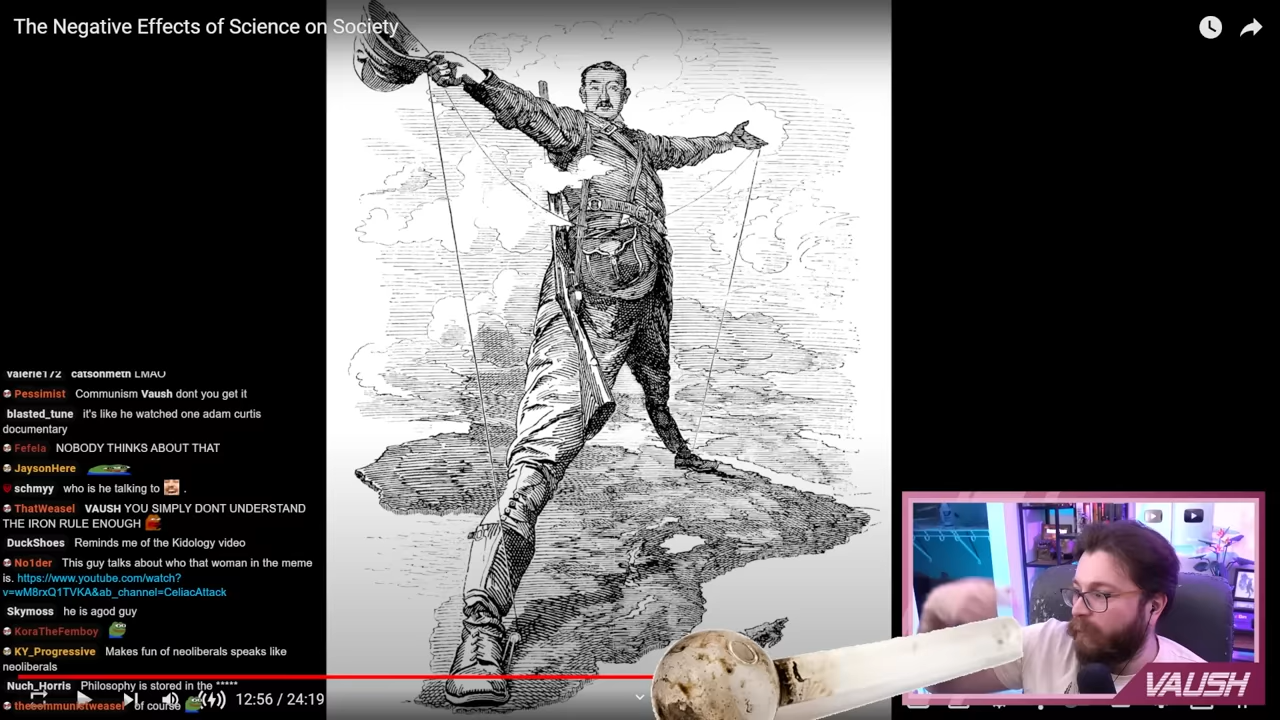 The Negative Effects of Science on Society
valerie172 catsonmeth LMAO
Pessimist Communism Vaush dont you get it
blasted_tune it's like he watched one adam curtis
documentary
Fefela NOBODY THINKS ABOUT THAT
JaysonHere
schmyy who is he talking to .
ThatWeasel VAUSH YOU SIMPLY DONT UNDERSTAND
THE IRON RULE ENOUGH
DuckShoes Reminds me of the Kidology video
No1der This guy talks about who that woman in the meme
is. https://www.youtube.com/watch?
v=wM8rxQ1TVKA&ab_channel=CeliacAttack
Skymoss he is agod guy
KoraTheFemboy
KY_Progressive Makes fun of neoliberals speaks like
neoliberals
Nuch_Horris Philosophy is stored in the *****
thecommunistweasel of course
12:56 / 24:19
VAUSH